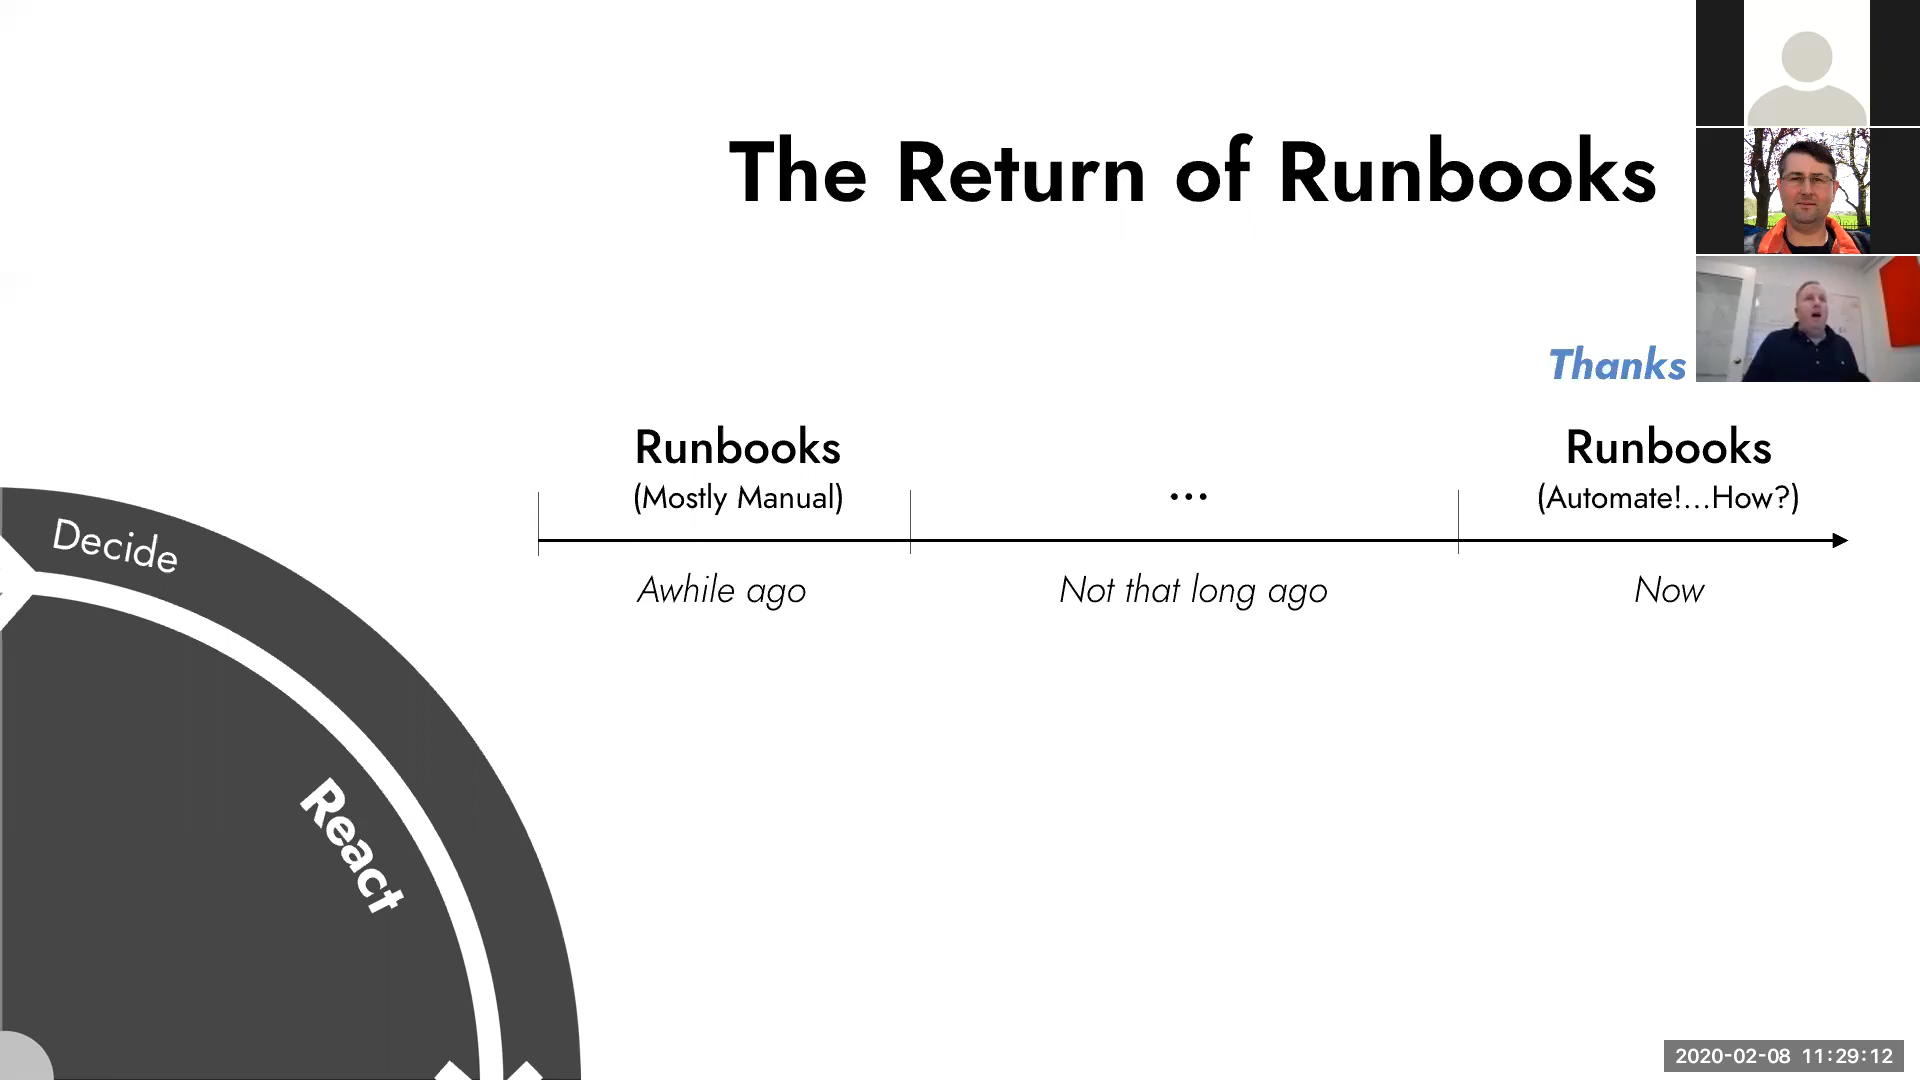 The Return of Runbooks
Thanks
Runbooks
(Mostly Manual)
...
Runbooks
(Automate!...How?)
Awhile ago
Not that long ago
Now
Decide
React
2020-02-08 11:29:12